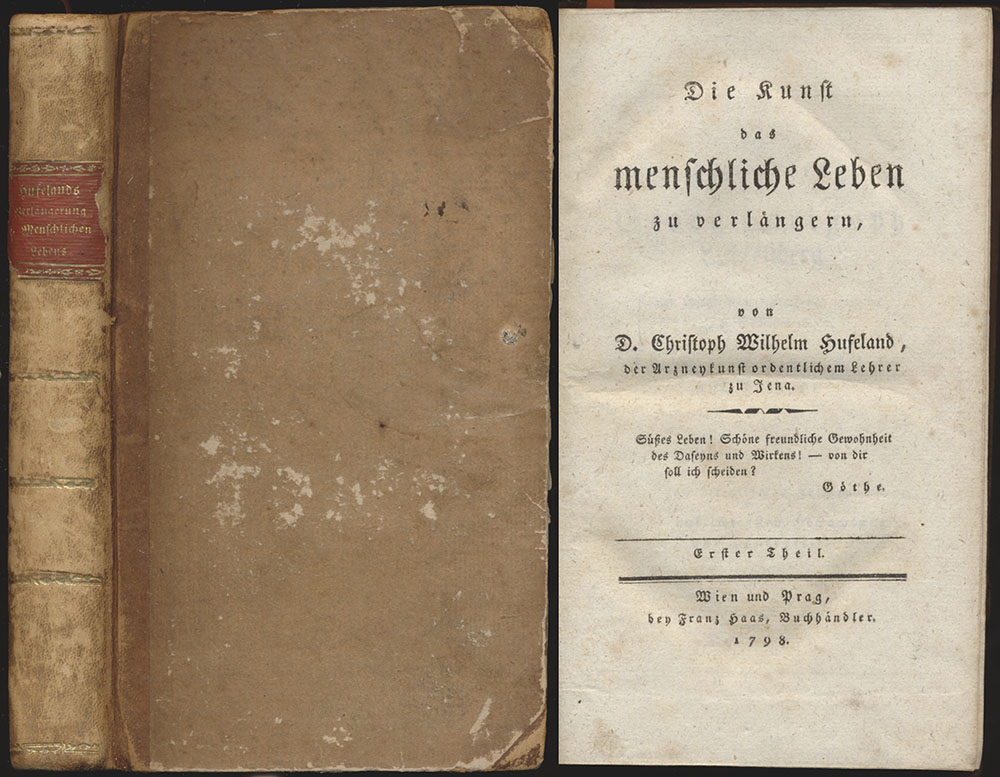 Hufelands
Verlängerung
Menschlichen
Lebens
Die Kunſt
das
menſchliche Leben
zu verlängern,
von
D. Chriſtoph Wilhelm Hufeland,
der Arzneykunſt ordentlichem Lehrer
zu Jena.
Süßes Leben! Schöne freundliche Gewohnheit
des Daſeyns und Wirkens! — von dir
ſoll ich ſcheiden?
Göthe.
Erſter Theil.
Wien und Prag,
bey Franz Haas, Buchhändler.
1798.